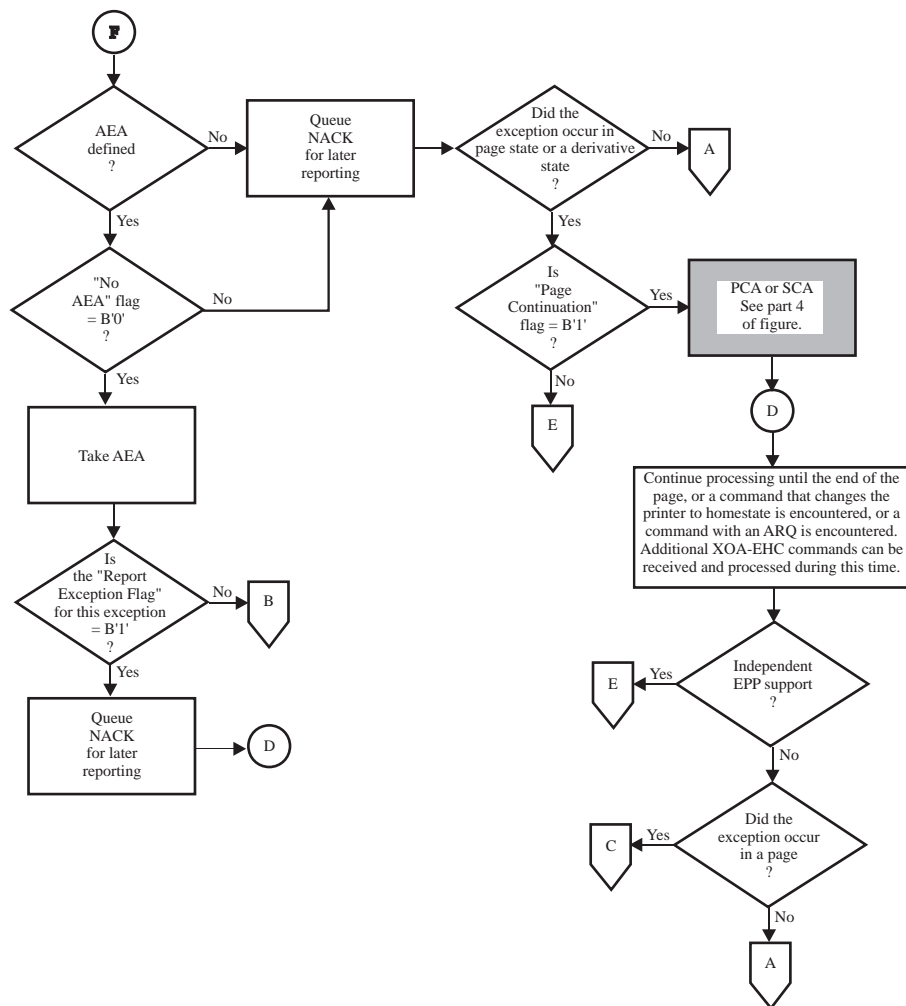 F
AEA
defined
?
No
Yes
Queue
NACK
for later
reporting
Did the
exception occur in
page state or a derivative
state
?
No
A
Yes
"No
AEA" flag
= B'0'
?
No
Yes
Is
"Page
Continuation"
flag = B'1'
?
Yes
No
E
PCA or SCA
See part 4
of figure.
D
Take AEA
Continue processing until the end of the
page, or a command that changes the
printer to homestate is encountered, or a
command with an ARQ is encountered.
Additional XOA-EHC commands can be
received and processed during this time.
Is
the "Report
Exception Flag"
for this exception
= B'1'
?
No
B
Yes
Queue
NACK
for later
reporting
D
Independent
EPP support
?
Yes
E
No
Did the
exception occur
in a page
?
Yes
C
No
A